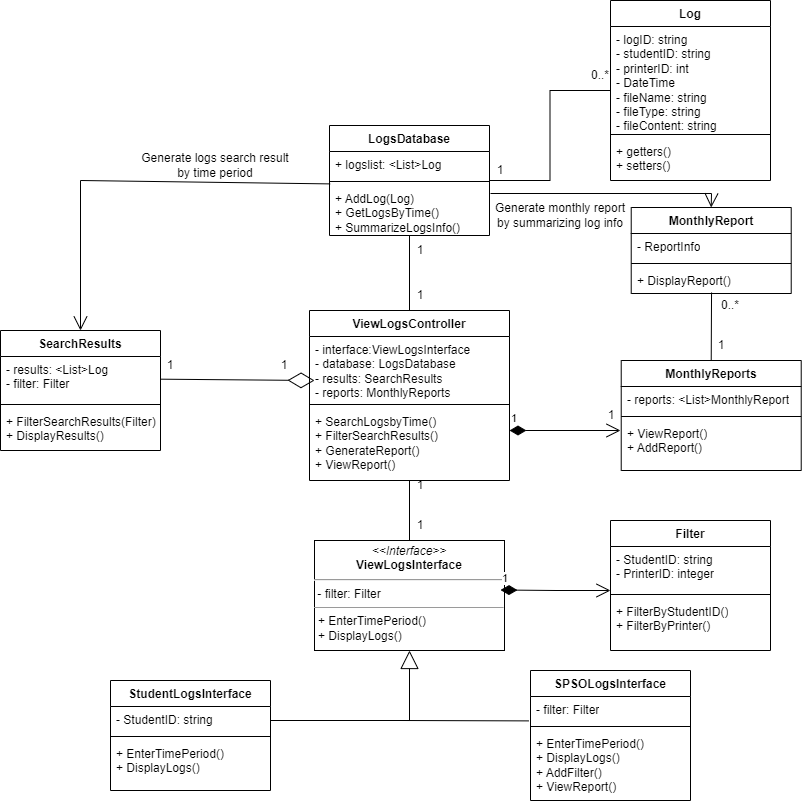 Log
- logID: string
- studentID: string
- printerID: int
- DateTime
- fileName: string
- fileType: string
- fileContent: string
+ getters()
+ setters()
0..*
1
LogsDatabase
+ logslist: <List>Log
+ AddLog(Log)
+ GetLogsByTime()
+ SummarizeLogsInfo()
Generate logs search result
by time period
Generate monthly report
by summarizing log info
MonthlyReport
- ReportInfo
+ DisplayReport()
0..*
1
1
1
SearchResults
- results: <List>Log
- filter: Filter
+ FilterSearchResults(Filter)
+ DisplayResults()
1
1
ViewLogsController
- interface:ViewLogsInterface
- database: LogsDatabase
- results: SearchResults
- reports: MonthlyReports
+ SearchLogsbyTime()
+ FilterSearchResults()
+ GenerateReport()
+ ViewReport()
1
1
MonthlyReports
- reports: <List>MonthlyReport
+ ViewReport()
+ AddReport()
1
1
<<Interface>>
ViewLogsInterface
- filter: Filter
+ EnterTimePeriod()
+ DisplayLogs()
1
Filter
- StudentID: string
- PrinterID: integer
+ FilterByStudentID()
+ FilterByPrinter()
StudentLogsInterface
- StudentID: string
+ EnterTimePeriod()
+ DisplayLogs()
SPSOLogsInterface
- filter: Filter
+ EnterTimePeriod()
+ DisplayLogs()
+ AddFilter()
+ ViewReport()